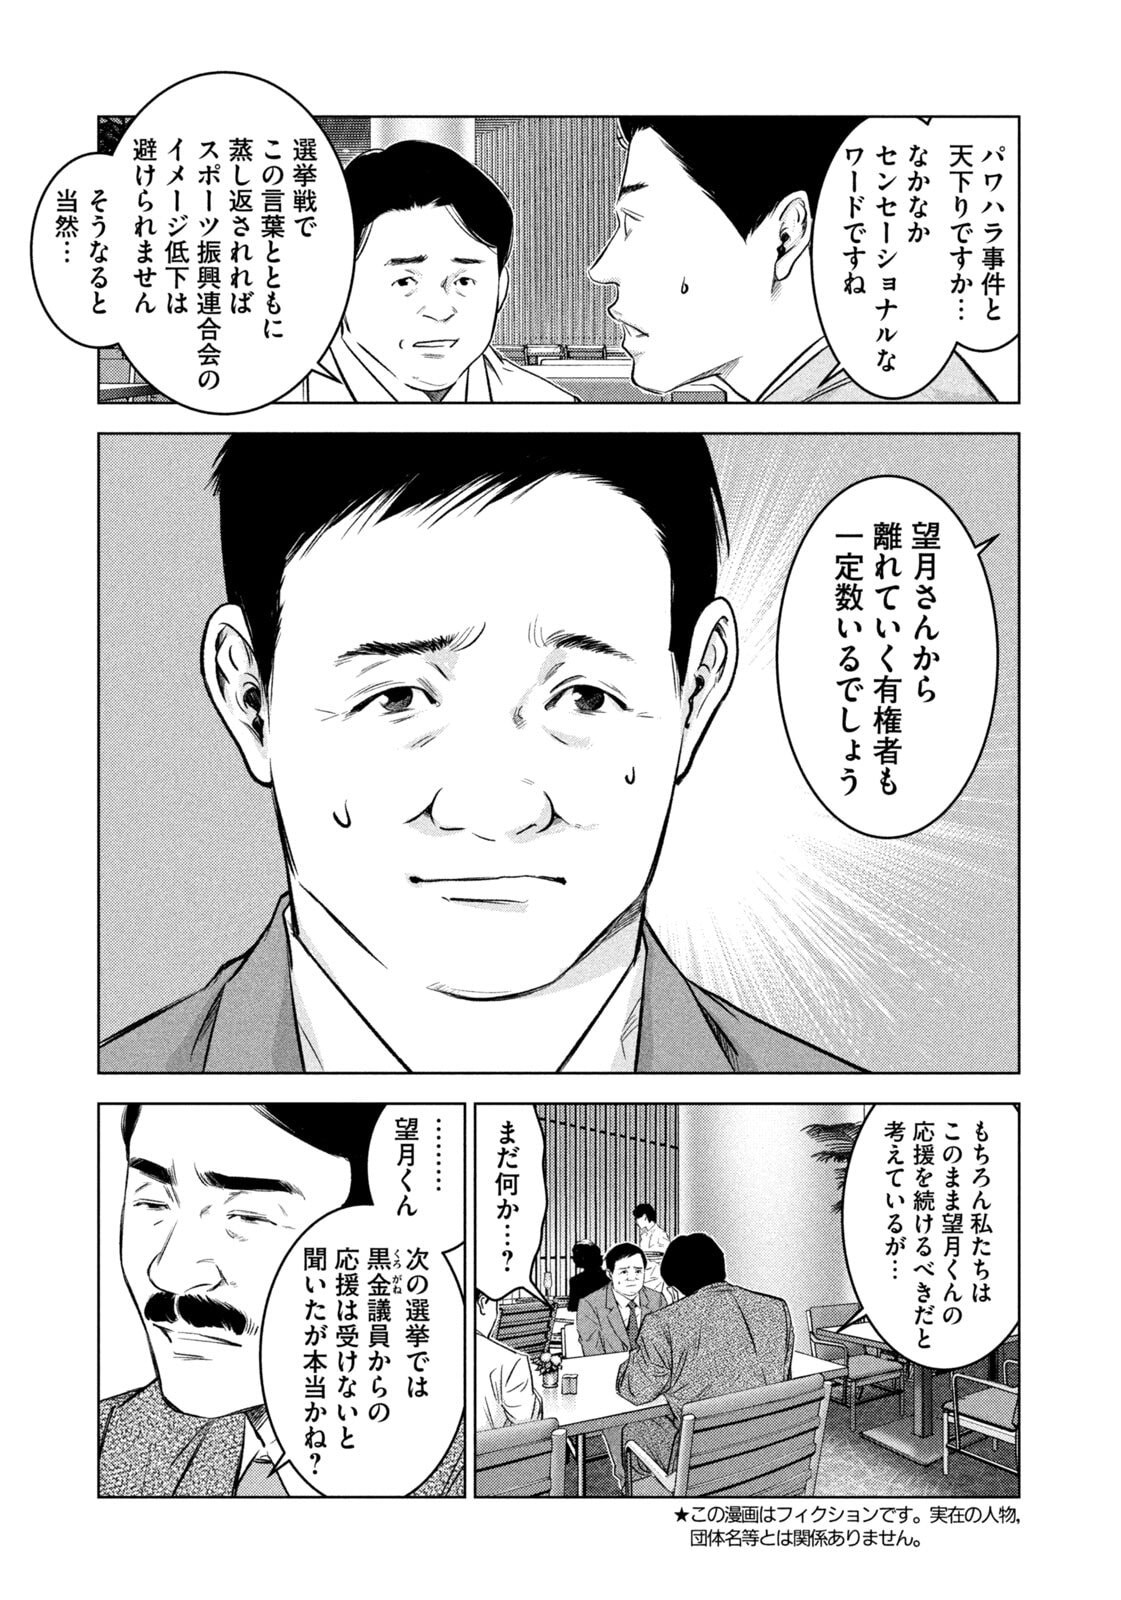 パワハラ事件と
天下りですか…
なかなか
センセーショナルな
ワードですね
選挙戦で
この言葉とともに
蒸し返されれば
スポーツ振興連合会の
イメージ低下は
避けられません
そうなると
当然…
望月さんから
離れていく有権者も
一定数いるでしょう
もちろん私たちは
このまま望月くんの
応援を続けるべきだと
考えているが…
まだ何か…?
………
望月くん
次の選挙では
黒金議員からの
くろがね
応援は受けないと
聞いたが本当かね?
★この漫画はフィクションです。実在の人物、
団体名等とは関係ありません。